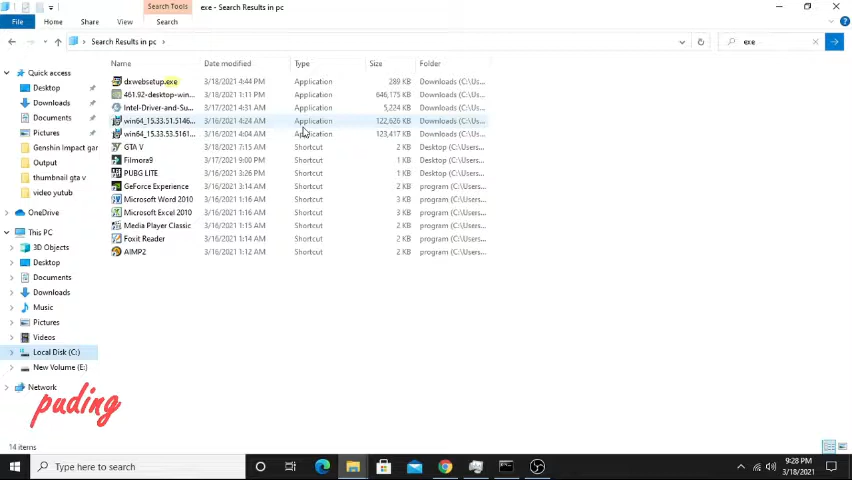 Search Tools
exe - Search Results in pc
File
Home
Share
View
Search
Search Results in pc
exe
Name
Date modified
Type
Size
Folder
dxwebsetup.exe
3/18/2021 4:44 PM
Application
289 KB
Downloads (C:\Us...
461.92-desktop-win...
3/18/2021 1:11 PM
Application
646,175 KB
Downloads (C:\Us...
Intel-Driver-and-Su...
3/17/2021 4:31 AM
Application
5,224 KB
Downloads (C:\Us...
win64_15.33.51.5146...
3/16/2021 4:24 AM
Application
122,626 KB
Downloads (C:\Us...
win64_15.33.53.5161...
3/16/2021 4:04 AM
Application
123,417 KB
Downloads (C:\Us...
GTA V
3/18/2021 7:15 AM
Shortcut
2 KB
Desktop (C:\Users...
Filmora9
3/17/2021 9:00 PM
Shortcut
1 KB
Desktop (C:\Users...
PUBG LITE
3/16/2021 3:26 PM
Shortcut
2 KB
Desktop (C:\Users...
GeForce Experience
3/16/2021 3:14 AM
Shortcut
2 KB
program (C:\Users...
Microsoft Word 2010
3/16/2021 1:16 AM
Shortcut
3 KB
program (C:\Users...
Microsoft Excel 2010
3/16/2021 1:16 AM
Shortcut
3 KB
program (C:\Users...
Media Player Classic
3/16/2021 1:14 AM
Shortcut
2 KB
program (C:\Users...
Foxit Reader
3/16/2021 1:14 AM
Shortcut
2 KB
program (C:\Users...
AIMP2
3/16/2021 1:12 AM
Shortcut
2 KB
program (C:\Users...
Quick access
Desktop
Downloads
Documents
Pictures
Genshin Impact gar
Output
thumbnail gta v
video yutub
OneDrive
This PC
3D Objects
Desktop
Documents
Downloads
Music
Pictures
Videos
Local Disk (C:)
New Volume (E:)
Network
puding
14 items
Type here to search
9:28 PM
3/18/2021